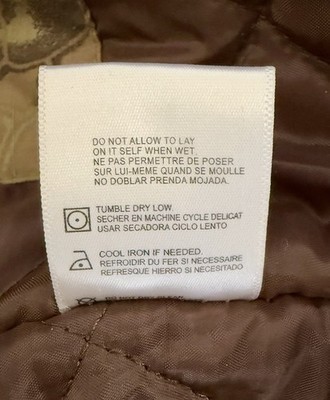 DO NOT ALLOW TO LAY
ON IT SELF WHEN WET.
NE PAS PERMETTRE DE POSER
SUR LUI-MEME QUAND SE MOULLE
NO DOBLAR PRENDA MOJADA.
TUMBLE DRY LOW.
SECHER EN MACHINE CYCLE DELICAT
USAR SECADORA CICLO LENTO
COOL IRON IF NEEDED.
REFROIDIR DU FER SI NECESSAIRE
REFRESQUE HIERRO SI NECESITADO